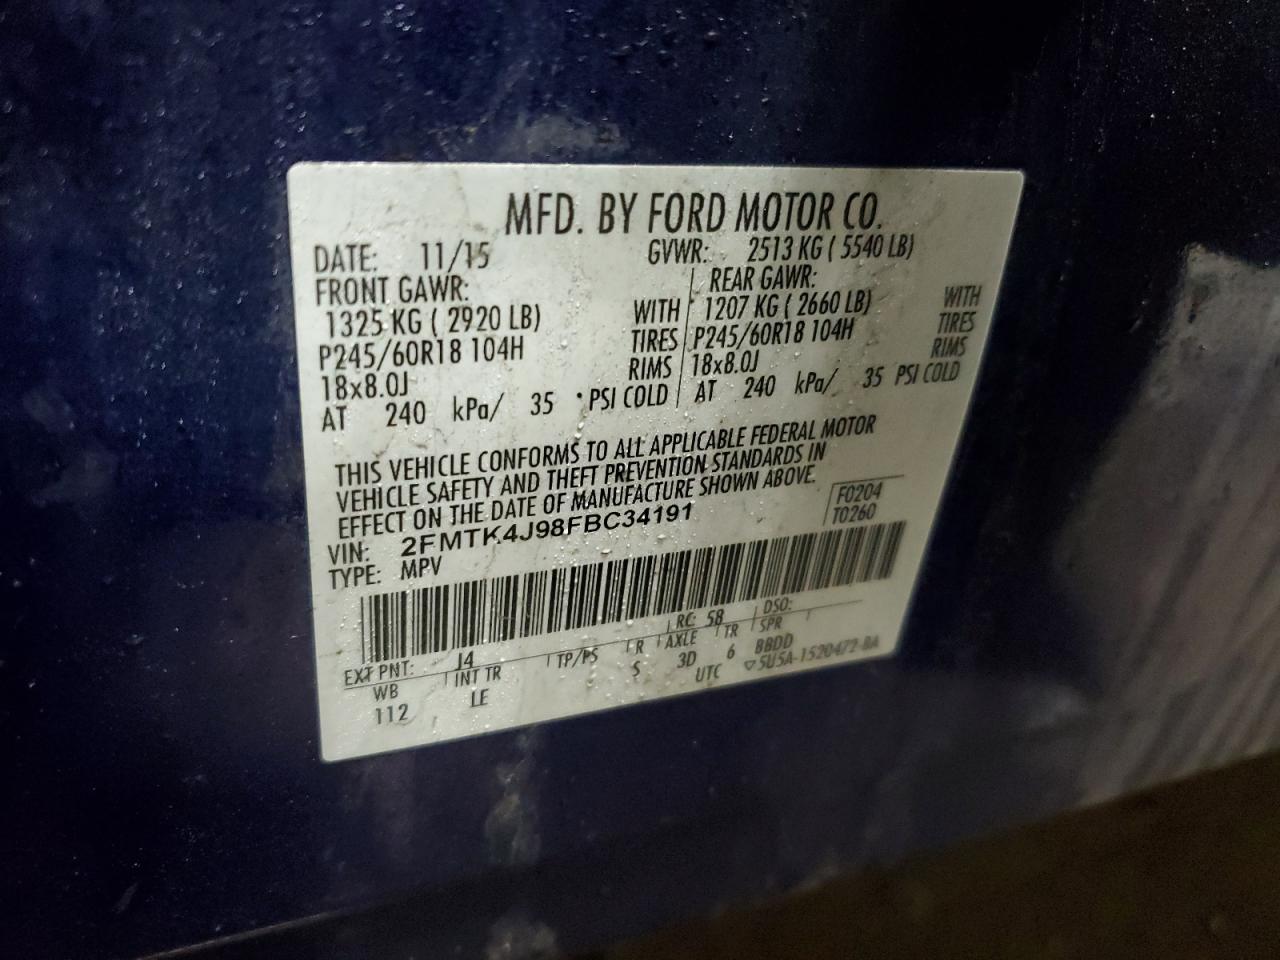 MFD. BY FORD MOTOR CO.
DATE: 11/15 GVWR: 2513 KG ( 5540 LB)
FRONT GAWR: REAR GAWR:
1325 KG ( 2920 LB) WITH 1207 KG ( 2660 LB) WITH
P245/60R18 104H TIRES P245/60R18 104H TIRES
18x8.0J RIMS 18x8.0J RIMS
AT 240 kPa/ 35 PSI COLD AT 240 kPa/ 35 PSI COLD
THIS VEHICLE CONFORMS TO ALL APPLICABLE FEDERAL MOTOR
VEHICLE SAFETY AND THEFT PREVENTION STANDARDS IN
EFFECT ON THE DATE OF MANUFACTURE SHOWN ABOVE.
F0204
VIN: 2FMTK4J98FBC34191 T0260
TYPE: MPV
RC: 58 DSO:
EXT PNT: J4
WB INT TR TP/PS R AXLE TR SPR
112 LE S 3D 6 BBDD
UTC ▽5U5A-1520472-BA